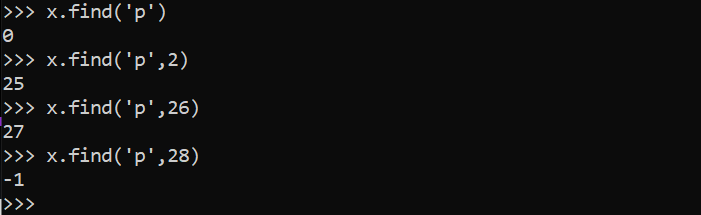 >>> x.find('p')
0
>>> x.find('p',2)
25
>>> x.find('p',26)
27
>>> x.find('p',28)
-1
>>>